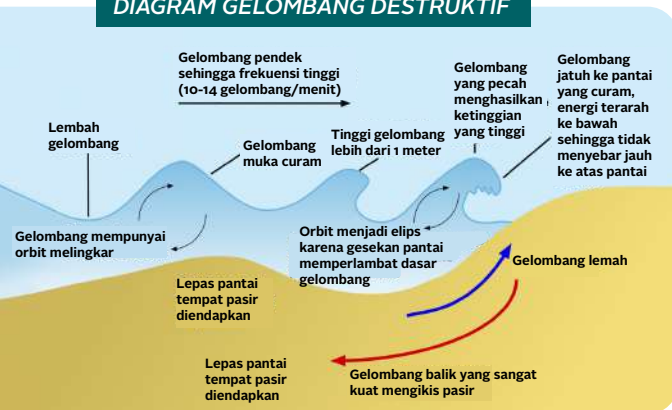 DIAGRAM GELOMBANG DESTRUKTIF
Gelombang pendek
sehingga frekuensi tinggi
(10-14 gelombang/menit)
Gelombang
yang pecah
menghasilkan
ketinggian
yang tinggi
Gelombang
jatuh ke pantai
yang curam,
energi terarah
ke bawah
sehingga tidak
menyebar jauh
ke atas pantai
Lembah
gelombang
Gelombang
muka curam
Tinggi gelombang
lebih dari 1 meter
Gelombang mempunyai
orbit melingkar
Orbit menjadi elips
karena gesekan pantai
memperlambat dasar
gelombang
Gelombang lemah
Lepas pantai
tempat pasir
diendapkan
Lepas pantai
tempat pasir
diendapkan
Gelombang balik yang sangat
kuat mengikis pasir